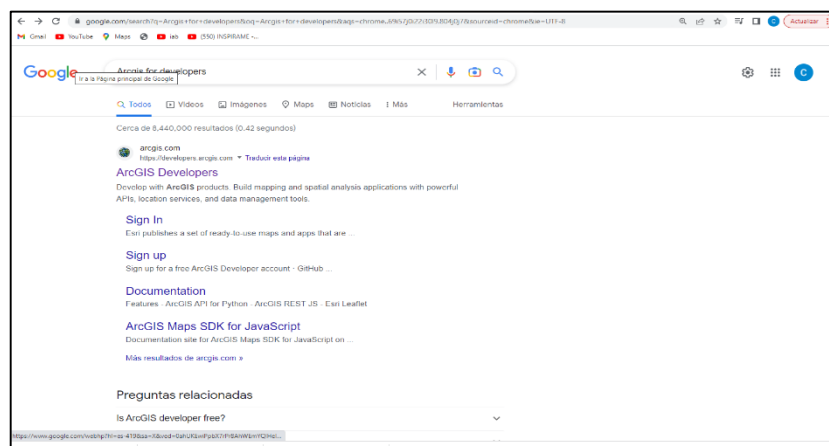 google.com/search?q=Arcgis+for+developers&oq=Arcgis+for+developers&aqs=chrome
Actualizar
Gmail YouTube Maps iab (550) INSPIRAME -...
Google
Arcgis for developers
Ir a la Página principal de Google
Todos Videos Imágenes Maps Noticias Más Herramientas
Cerca de 8,440,000 resultados (0.42 segundos)
arcgis.com
https://developers.arcgis.com Traducir esta página
ArcGIS Developers
Develop with ArcGIS products. Build mapping and spatial analysis applications with powerful
APIs, location services, and data management tools.
Sign In
Esri publishes a set of ready-to-use maps and apps that are ...
Sign up
Sign up for a free ArcGIS Developer account · GitHub ...
Documentation
Features - ArcGIS API for Python - ArcGIS REST JS - Esri Leaflet
ArcGIS Maps SDK for JavaScript
Documentation site for ArcGIS Maps SDK for JavaScript on ...
Más resultados de arcgis.com »
Preguntas relacionadas
Is ArcGIS developer free?